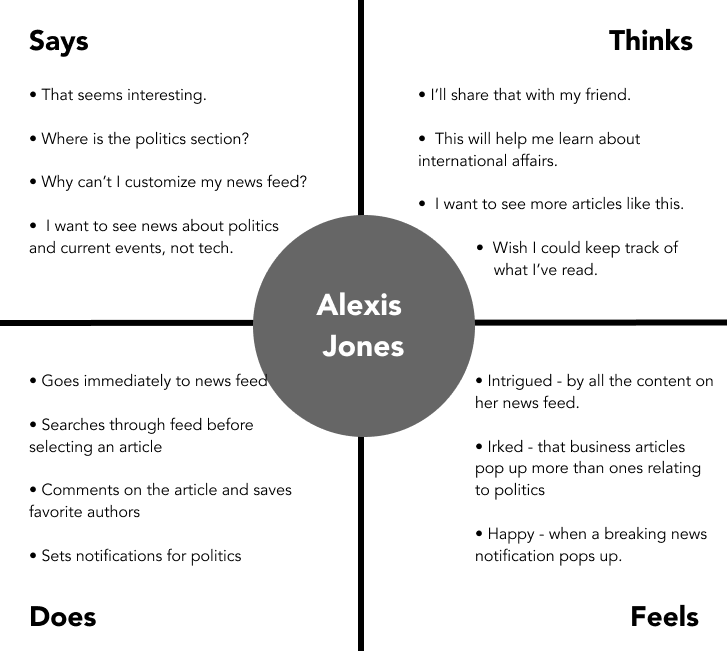 Says
• That seems interesting.
• Where is the politics section?
• Why can't I customize my news feed?
• I want to see news about politics
and current events, not tech.
Thinks
• I'll share that with my friend.
• This will help me learn about
international affairs.
• I want to see more articles like this.
• Wish I could keep track of
what I've read.
Alexis
Jones
• Goes immediately to news feed
• Searches through feed before
selecting an article
• Comments on the article and saves
favorite authors
• Sets notifications for politics
Does
• Intrigued - by all the content on
her news feed.
• Irked - that business articles
pop up more than ones relating
to politics
• Happy - when a breaking news
notification pops up.
Feels